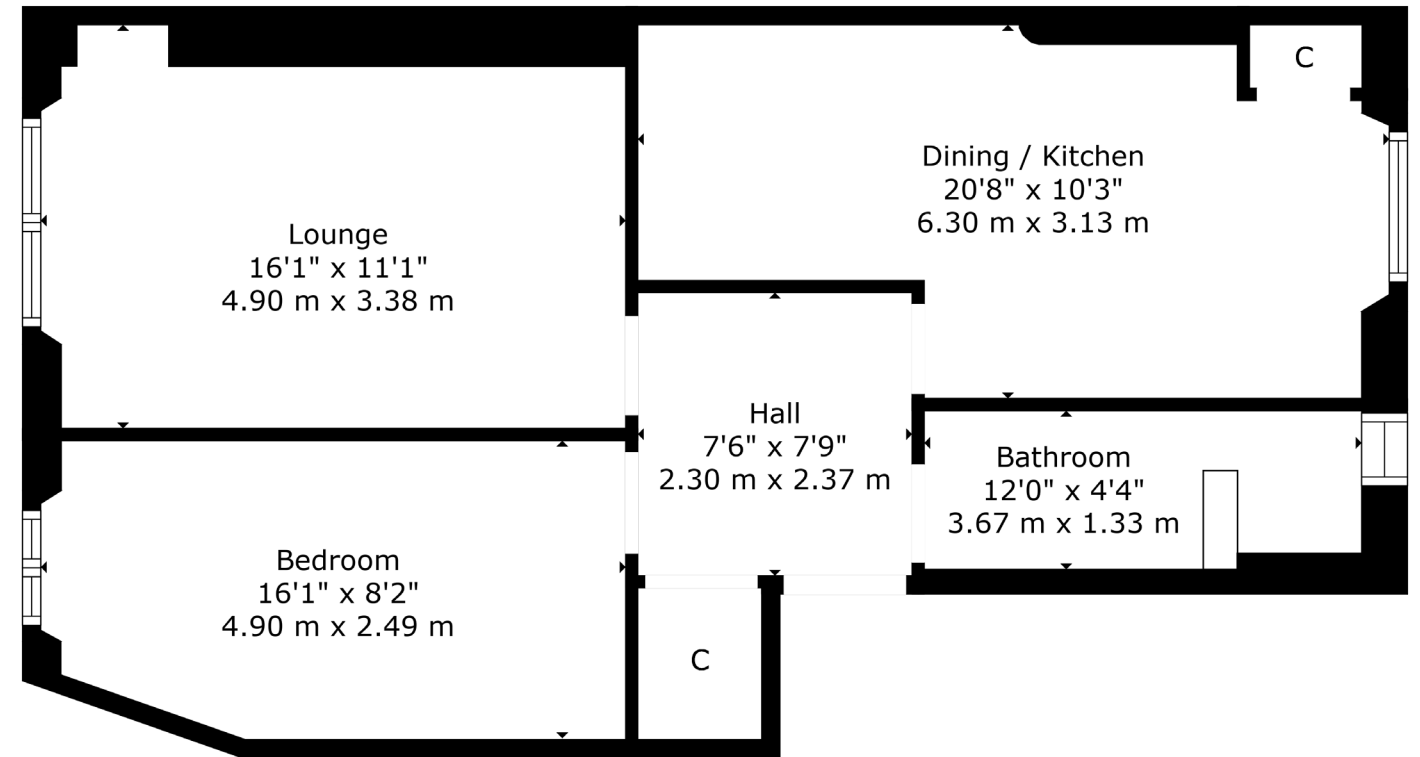 C
Dining / Kitchen
20'8" x 10'3"
6.30 m x 3.13 m
Lounge
16'1" x 11'1"
4.90 m x 3.38 m
Hall
7'6" x 7'9"
2.30 m x 2.37 m
Bathroom
12'0" x 4'4"
3.67 m x 1.33 m
Bedroom
16'1" x 8'2"
4.90 m x 2.49 m
C